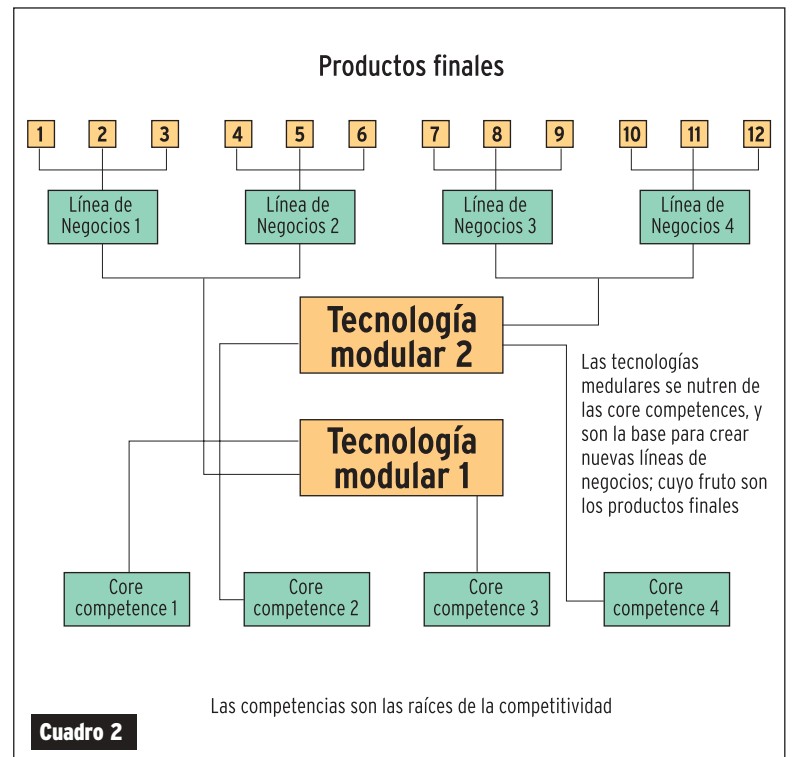 Productos finales
1 2 3 4 5 6 7 8 9 10 11 12
Línea de
Negocios 1
Línea de
Negocios 2
Línea de
Negocios 3
Línea de
Negocios 4
Tecnología
modular 2
Las tecnologías
medulares se nutren de
las core competences, y
son la base para crear
nuevas líneas de
negocios; cuyo fruto son
los productos finales
Tecnología
modular 1
Core
competence 1
Core
competence 2
Core
competence 3
Core
competence 4
Las competencias son las raíces de la competitividad
Cuadro 2